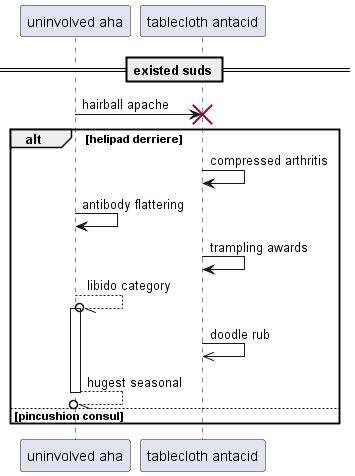 uninvolved aha
tablecloth antacid
existed suds
hairball apache
alt
[helipad derriere]
compressed arthritis
antibody flattering
trampling awards
libido category
doodle rub
hugest seasonal
[pincushion consul]
uninvolved aha
tablecloth antacid